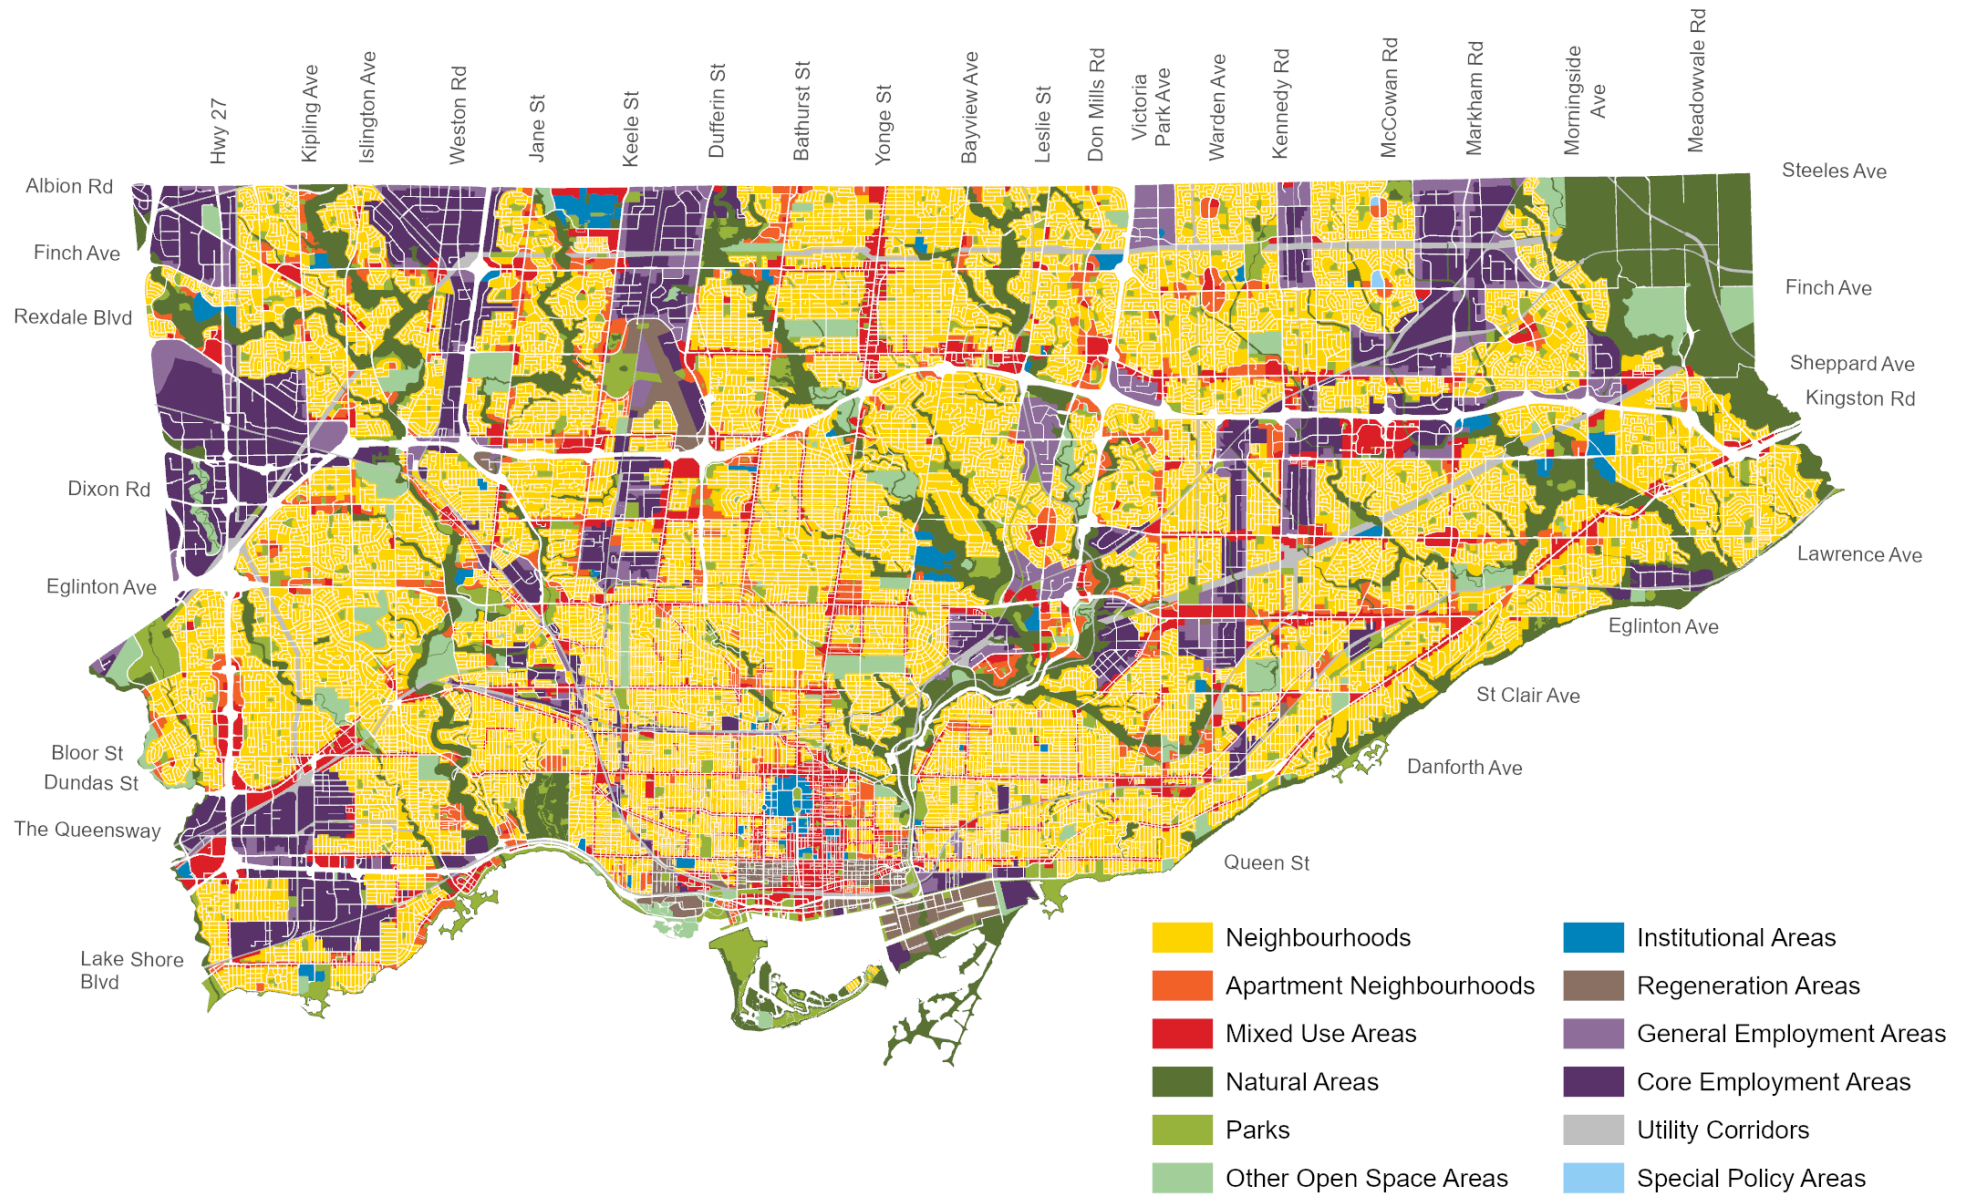 Hwy 27
Kipling Ave
Islington Ave
Weston Rd
Jane St
Keele St
Dufferin St
Bathurst St
Yonge St
Bayview Ave
Leslie St
Don Mills Rd
Victoria
Park Ave
Warden Ave
Kennedy Rd
McCowan Rd
Markham Rd
Morningside
Ave
Meadowvale Rd
Albion Rd
Finch Ave
Rexdale Blvd
Dixon Rd
Eglinton Ave
Bloor St
Dundas St
The Queensway
Lake Shore
Blvd
Steeles Ave
Finch Ave
Sheppard Ave
Kingston Rd
Lawrence Ave
Eglinton Ave
St Clair Ave
Danforth Ave
Queen St
Neighbourhoods
Apartment Neighbourhoods
Mixed Use Areas
Natural Areas
Parks
Other Open Space Areas
Institutional Areas
Regeneration Areas
General Employment Areas
Core Employment Areas
Utility Corridors
Special Policy Areas